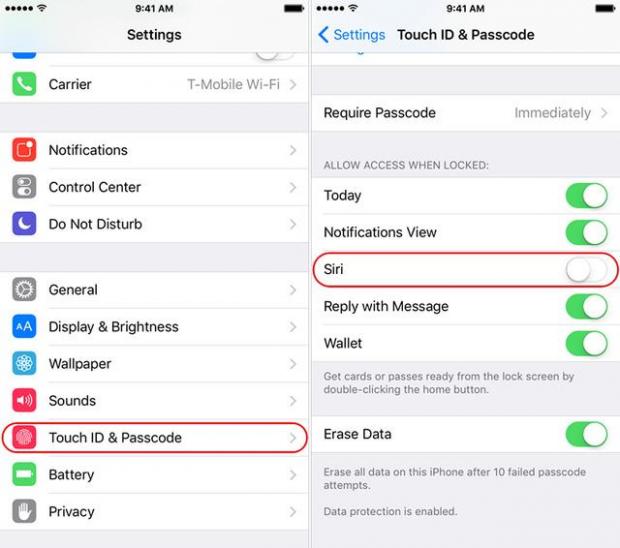 9:41 AM
Settings
Carrier T-Mobile Wi-Fi
Notifications
Control Center
Do Not Disturb
General
AA Display & Brightness
Wallpaper
Sounds
Touch ID & Passcode
Battery
Privacy
9:41 AM
Settings Touch ID & Passcode
Require Passcode Immediately
ALLOW ACCESS WHEN LOCKED:
Today
Notifications View
Siri
Reply with Message
Wallet
Get cards or passes ready from the lock screen by
double-clicking the home button.
Erase Data
Erase all data on this iPhone after 10 failed passcode
attempts.
Data protection is enabled.